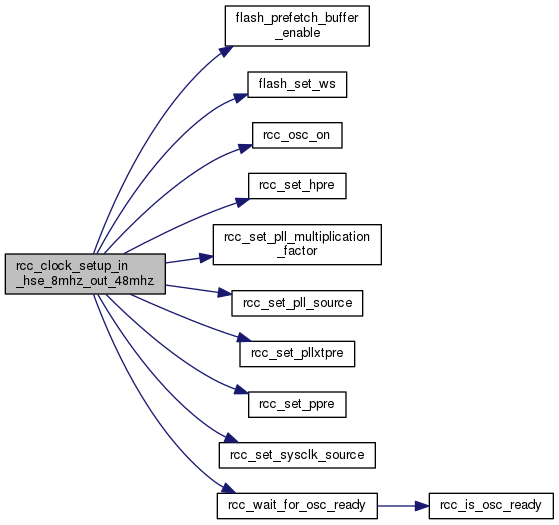 flash_prefetch_buffer
_enable
flash_set_ws
rcc_osc_on
rcc_set_hpre
rcc_set_pll_multiplication
_factor
rcc_clock_setup_in
_hse_8mhz_out_48mhz
rcc_set_pll_source
rcc_set_pllxtpre
rcc_set_ppre
rcc_set_sysclk_source
rcc_wait_for_osc_ready
rcc_is_osc_ready